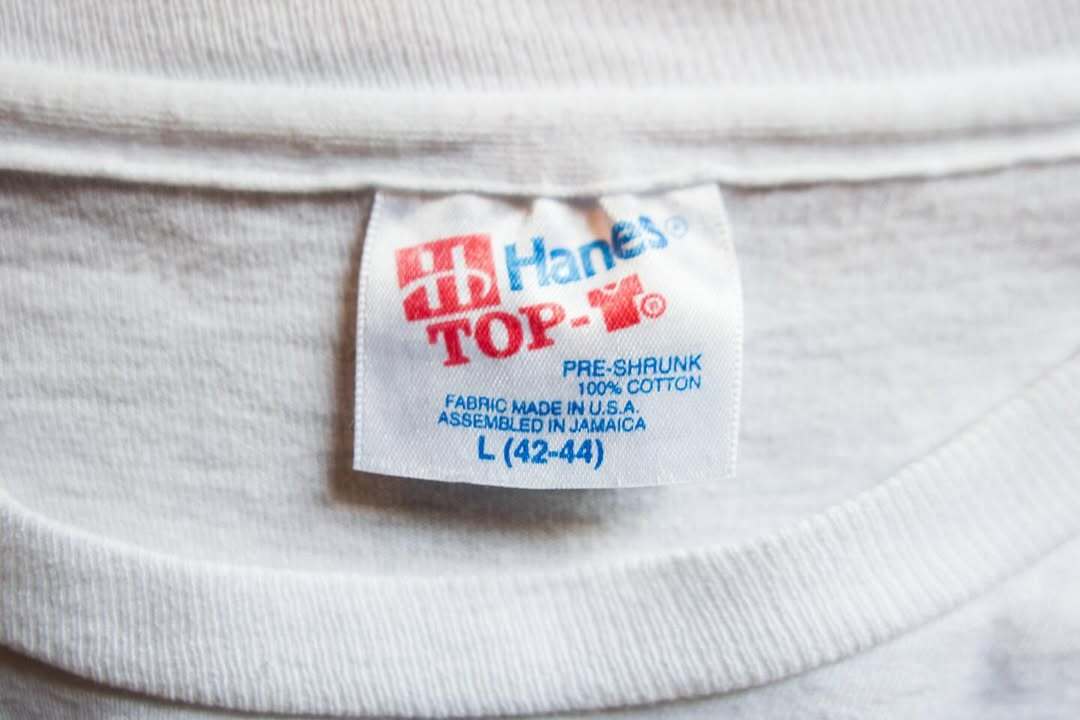 Hanes®
TOP-®
PRE-SHRUNK
100% COTTON
FABRIC MADE IN U.S.A.
ASSEMBLED IN JAMAICA
L (42-44)